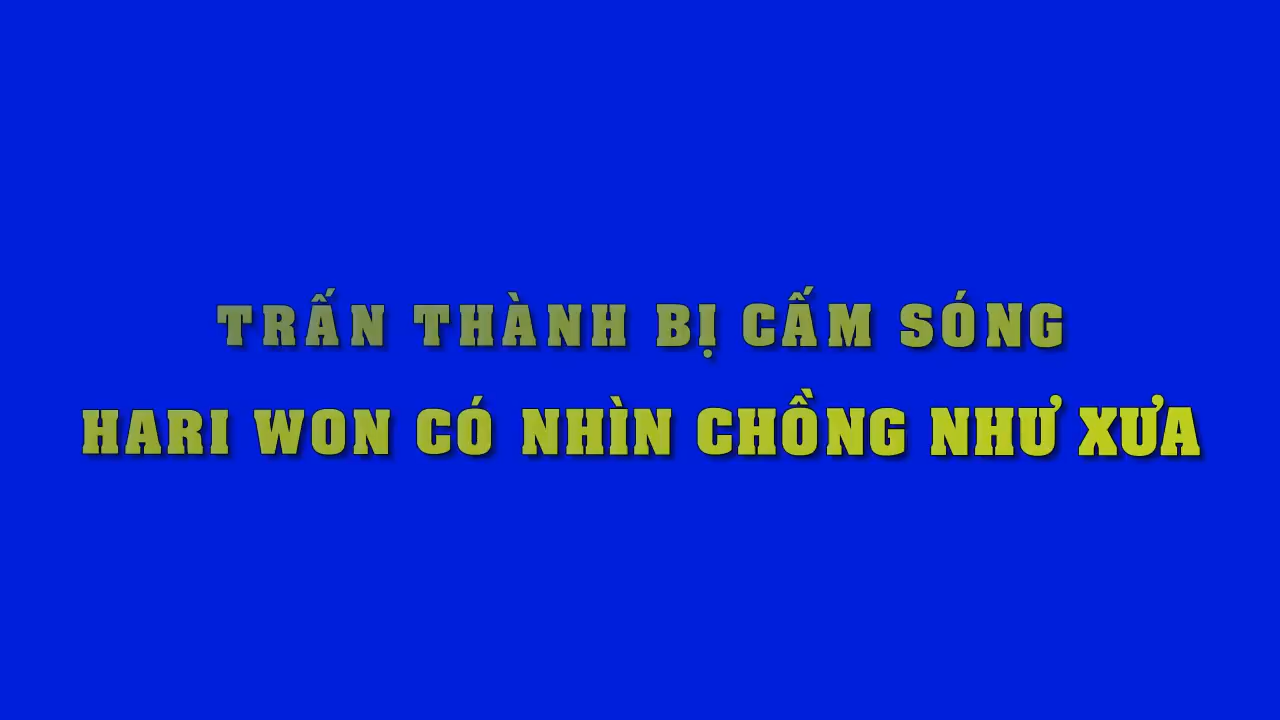 TRẤN THÀNH BỊ CẤM SÓNG
HARI WON CÓ NHÌN CHỒNG NHƯ XƯA